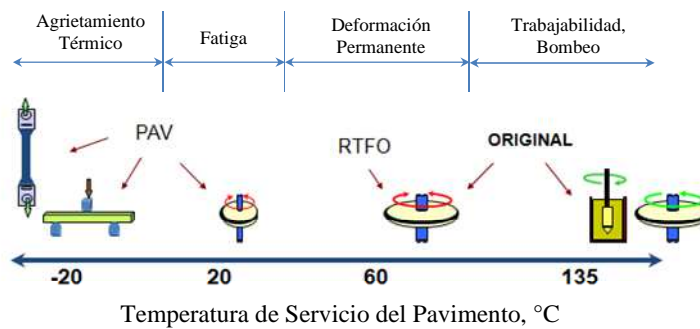 Agrietamiento
Térmico
Fatiga
Deformación
Permanente
Trabajabilidad,
Bombeo
PAV
RTFO
ORIGINAL
-20
20
60
135
Temperatura de Servicio del Pavimento, °C